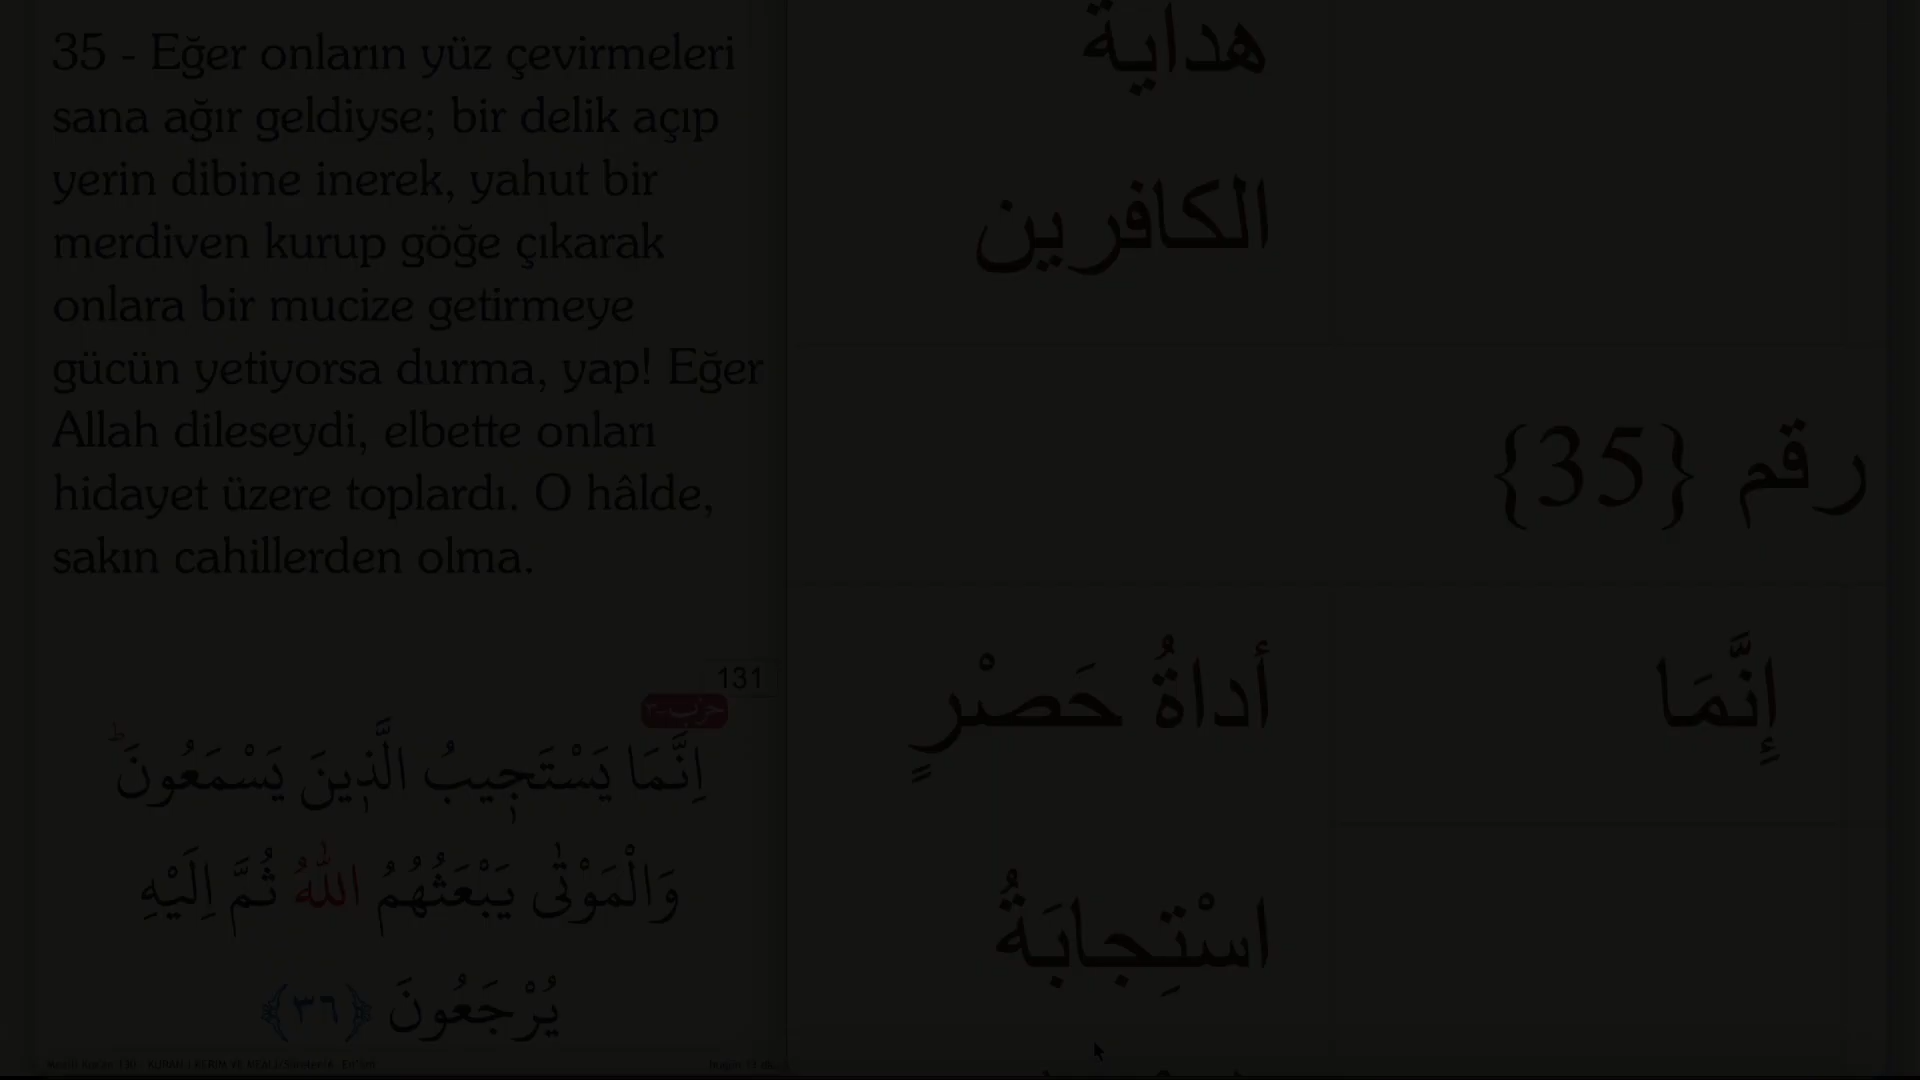 35 - Eğer onların yüz çevirmeleri
sana ağır geldiyse; bir delik açıp
yerin dibine inerek, yahut bir
merdiven kurup göğe çıkarak
onlara bir mucize getirmeye
gücün yetiyorsa durma, yap! Eğer
Allah dileseydi, elbette onları
hidayet üzere toplardı. O hâlde,
sakın cahillerden olma.
131
اِنَّمَا يَسْتَج۪يبُ الَّذ۪ينَ يَسْمَعُونَۜ
وَالْمَوْتٰى يَبْعَثُهُمُ اللّٰهُ ثُمَّ اِلَيْهِ
يُرْجَعُونَ ﴿٣٦﴾
هداية
الكافرين
رقم {35}
إِنَّمَا
أداةُ حَصْرٍ
اسْتِجابَةُ